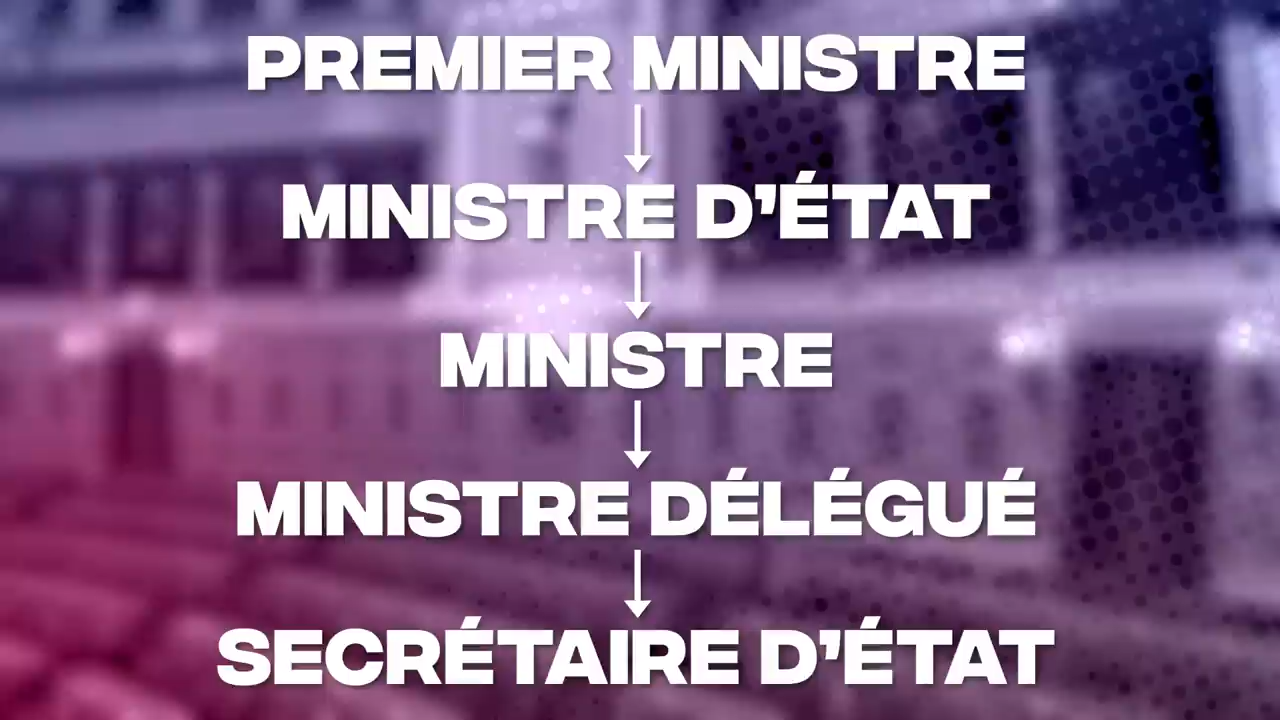 PREMIER MINISTRE
MINISTRE D'ÉTAT
MINISTRE
MINISTRE DÉLÉGUÉ
SECRÉTAIRE D'ÉTAT